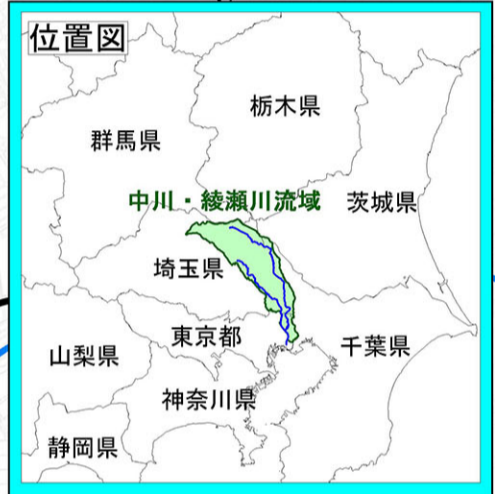 位置図
栃木県
群馬県
中川・綾瀬川流域
茨城県
埼玉県
東京都
千葉県
山梨県
神奈川県
静岡県